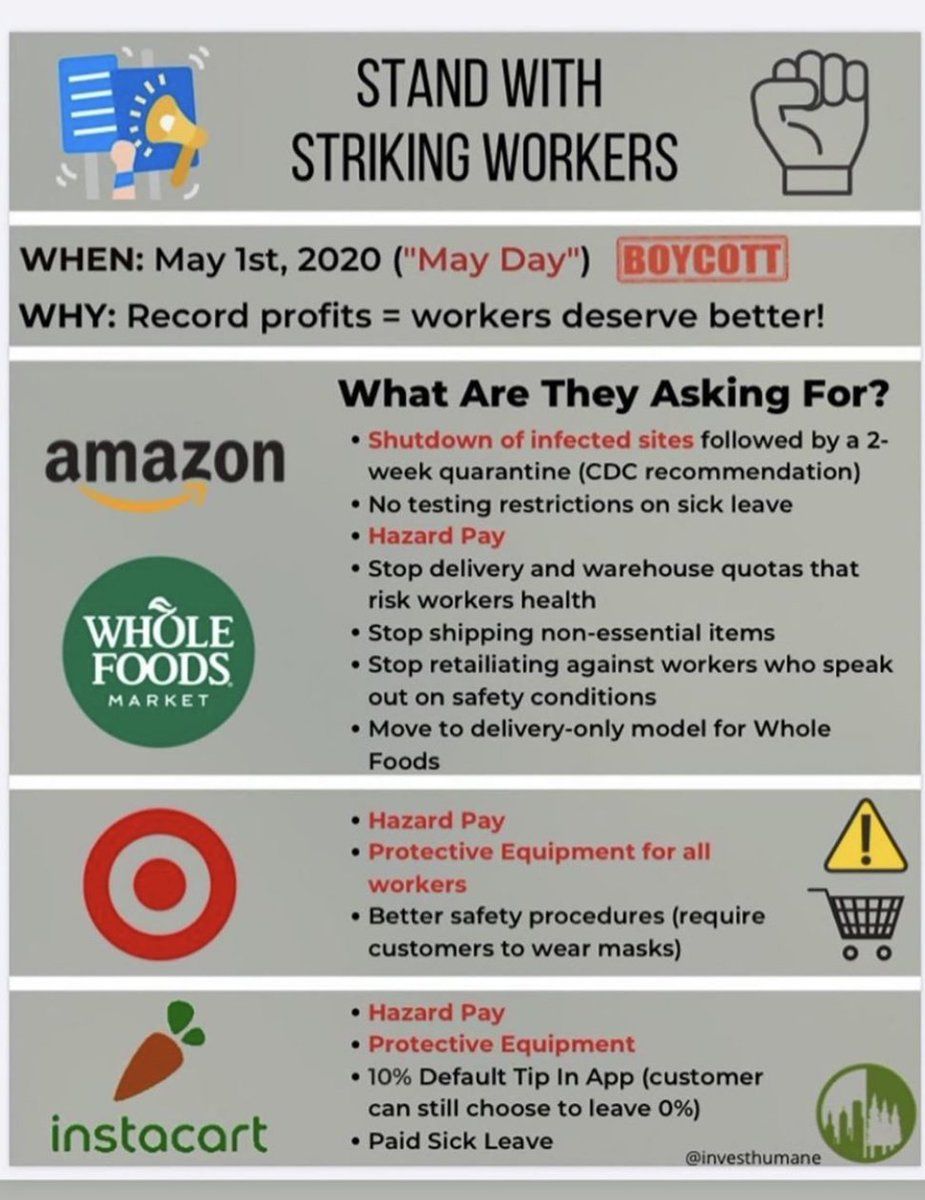 STAND WITH
STRIKING WORKERS
WHEN: May 1st, 2020 ("May Day") BOYCOTT
WHY: Record profits = workers deserve better!
What Are They Asking For?
amazon
• Shutdown of infected sites followed by a 2-
week quarantine (CDC recommendation)
• No testing restrictions on sick leave
• Hazard Pay
• Stop delivery and warehouse quotas that
risk workers health
• Stop shipping non-essential items
• Stop retailiating against workers who speak
out on safety conditions
• Move to delivery-only model for Whole
Foods
WHOLE
FOODS
MARKET
• Hazard Pay
• Protective Equipment for all
workers
• Better safety procedures (require
customers to wear masks)
• Hazard Pay
• Protective Equipment
• 10% Default Tip In App (customer
can still choose to leave 0%)
• Paid Sick Leave
instacart
@investhumane